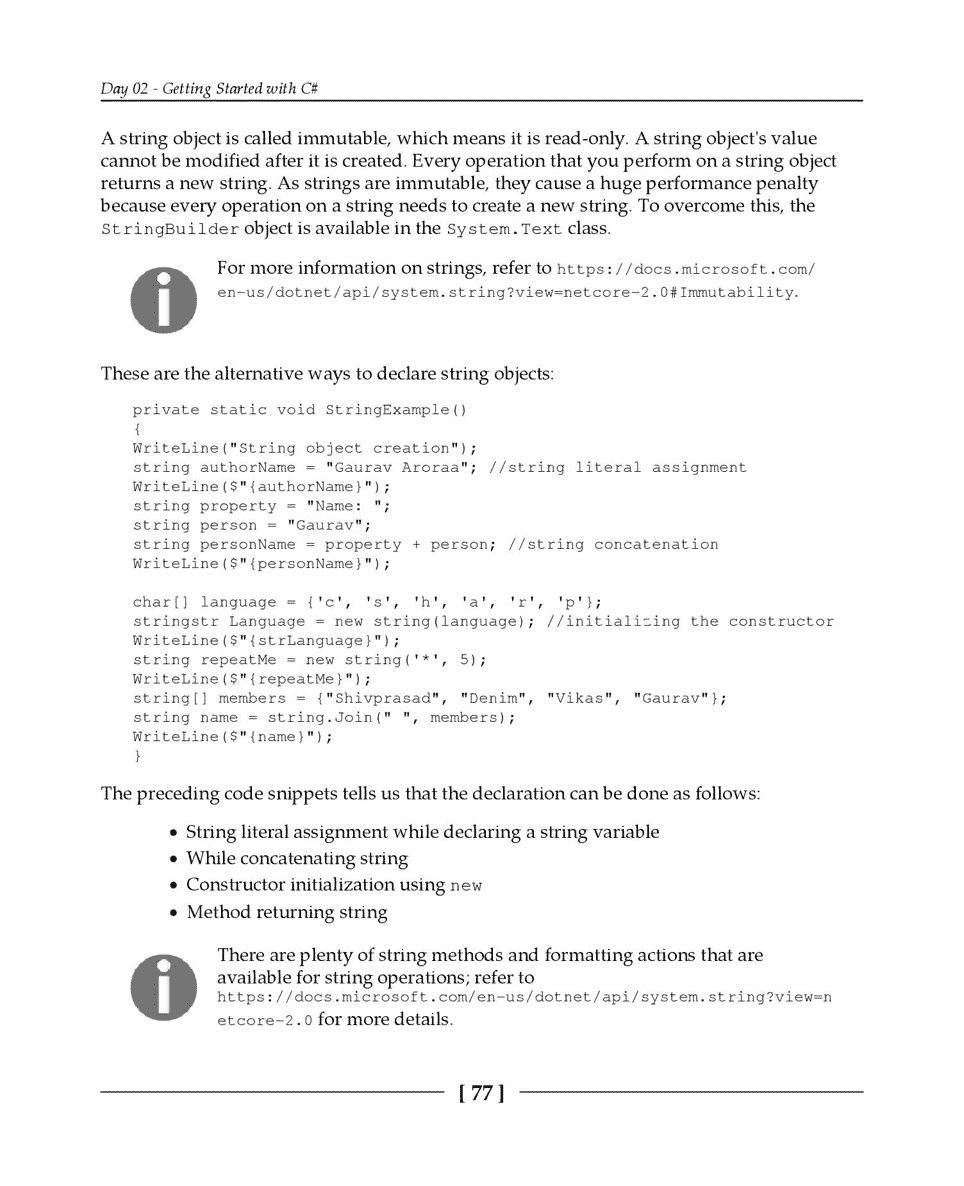 Day 02 - Getting Started with C#
A string object is called immutable, which means it is read-only. A string object's value
cannot be modified after it is created. Every operation that you perform on a string object
returns a new string. As strings are immutable, they cause a huge performance penalty
because every operation on a string needs to create a new string. To overcome this, the
StringBuilder object is available in the System.Text class.
For more information on strings, refer to https://docs.microsoft.com/
en-us/dotnet/api/system.string?view=netcore-2.0#Immutability.
These are the alternative ways to declare string objects:
private static void StringExample()
{
WriteLine("String object creation");
string authorName = "Gaurav Aroraa"; //string literal assignment
WriteLine($"{authorName}");
string property = "Name: ";
string person = "Gaurav";
string personName = property + person; //string concatenation
WriteLine($"{personName}");
char[] language = {'c', 's', 'h', 'a', 'r', 'p'};
stringstr Language = new string(language); //initializing the constructor
WriteLine($"{strLanguage}");
string repeatMe = new string('*', 5);
WriteLine($"{repeatMe}");
string[] members = {"Shivprasad", "Denim", "Vikas", "Gaurav"};
string name = string.Join(" ", members);
WriteLine($"{name}");
}
The preceding code snippets tells us that the declaration can be done as follows:
• String literal assignment while declaring a string variable
• While concatenating string
• Constructor initialization using new
• Method returning string
There are plenty of string methods and formatting actions that are
available for string operations; refer to
https://docs.microsoft.com/en-us/dotnet/api/system.string?view=n
etcore-2.0 for more details.
[ 77 ]